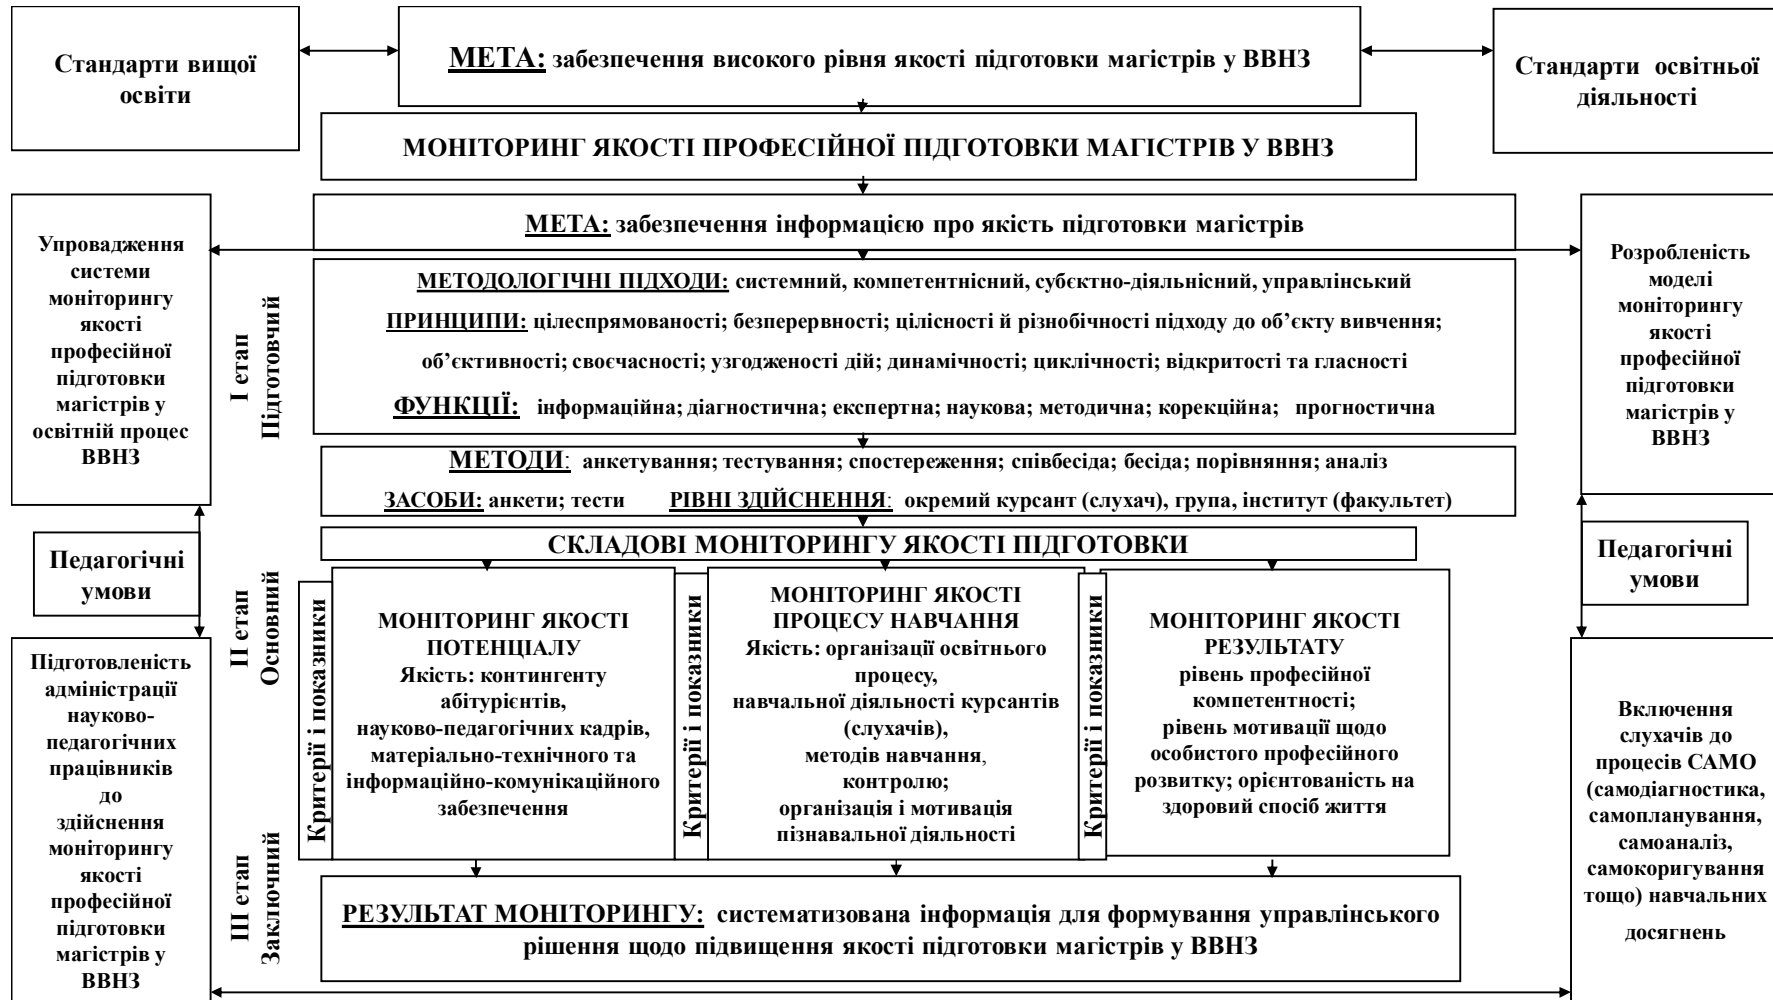 Стандарти вищої
освіти
МЕТА: забезпечення високого рівня якості підготовки магістрів у ВВНЗ
Стандарти освітньої
діяльності
МОНІТОРИНГ ЯКОСТІ ПРОФЕСІЙНОЇ ПІДГОТОВКИ МАГІСТРІВ У ВВНЗ
МЕТА: забезпечення інформацією про якість підготовки магістрів
Упровадження
системи
моніторингу
якості
професійної
підготовки
магістрів у
освітній процес
ВВНЗ
І етап
Підготовчий
МЕТОДОЛОГІЧНІ ПІДХОДИ: системний, компетентнісний, субєктно-діяльнісний, управлінський
ПРИНЦИПИ: цілеспрямованості; безперервності; цілісності й різнобічності підходу до об’єкту вивчення;
об’єктивності; своєчасності; узгодженості дій; динамічності; циклічності; відкритості та гласності
ФУНКЦІЇ: інформаційна; діагностична; експертна; наукова; методична; корекційна; прогностична
Розробленість
моделі
моніторингу
якості
професійної
підготовки
магістрів у
ВВНЗ
МЕТОДИ: анкетування; тестування; спостереження; співбесіда; бесіда; порівняння; аналіз
ЗАСОБИ: анкети; тести РІВНІ ЗДІЙСНЕННЯ: окремий курсант (слухач), група, інститут (факультет)
Педагогічні
умови
СКЛАДОВІ МОНІТОРИНГУ ЯКОСТІ ПІДГОТОВКИ
Педагогічні
умови
ІІ етап
Основний
Критерії і показники
МОНІТОРИНГ ЯКОСТІ
ПОТЕНЦІАЛУ
Якість: контингенту
абітурієнтів,
науково-педагогічних кадрів,
матеріально-технічного та
інформаційно-комунікаційного
забезпечення
Критерії і показники
МОНІТОРИНГ ЯКОСТІ
ПРОЦЕСУ НАВЧАННЯ
Якість: організації освітнього
процесу,
навчальної діяльності курсантів
(слухачів),
методів навчання,
контролю;
організація і мотивація
пізнавальної діяльності
Критерії і показники
МОНІТОРИНГ ЯКОСТІ
РЕЗУЛЬТАТУ
рівень професійної
компетентності;
рівень мотивації щодо
особистого професійного
розвитку; орієнтованість на
здоровий спосіб життя
Підготовленість
адміністрації
науково-
педагогічних
працівників
до
здійснення
моніторингу
якості
професійної
підготовки
магістрів у
ВВНЗ
Включення
слухачів до
процесів САМО
(самодіагностика,
самопланування,
самоаналіз,
самокоригування
тощо) навчальних
досягнень
ІІІ етап
Заключний
РЕЗУЛЬТАТ МОНІТОРИНГУ: систематизована інформація для формування управлінського
рішення щодо підвищення якості підготовки магістрів у ВВНЗ